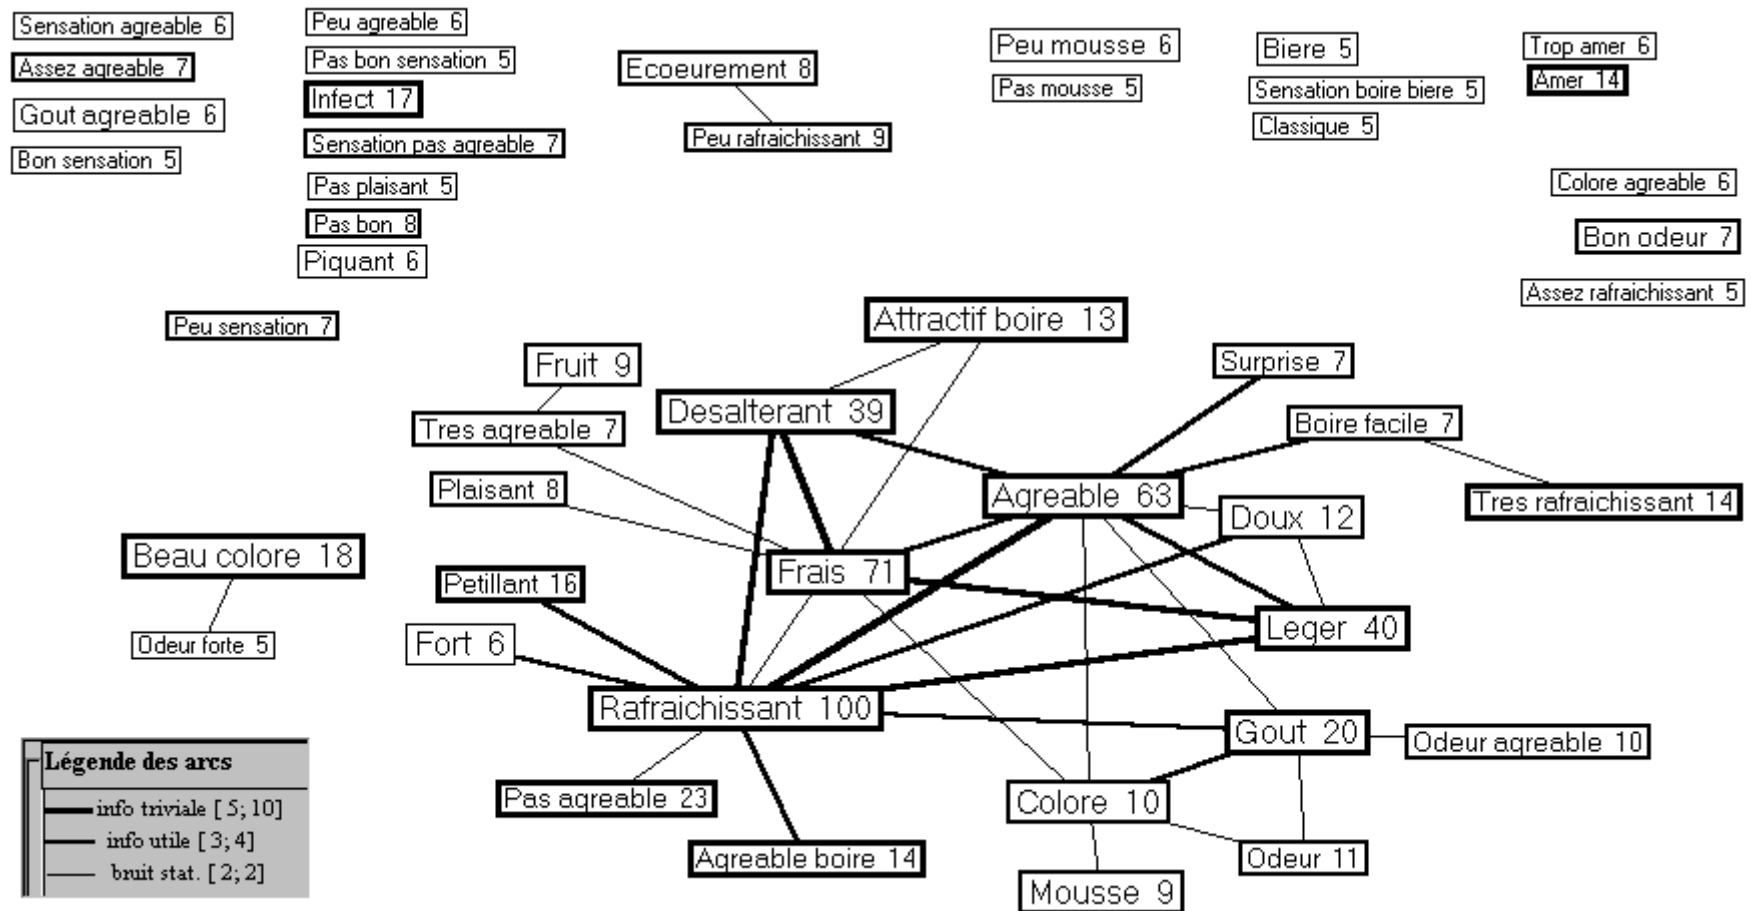 Sensation agreable 6
Assez agreable 7
Gout agreable 6
Bon sensation 5
Peu agreable 6
Pas bon sensation 5
Infect 17
Sensation pas agreable 7
Pas plaisant 5
Pas bon 8
Piquant 6
Ecoeurement 8
Peu rafraichissant 9
Peu mousse 6
Pas mousse 5
Biere 5
Sensation boire biere 5
Classique 5
Trop amer 6
Amer 14
Colore agreable 6
Bon odeur 7
Assez rafraichissant 5
Peu sensation 7
Attractif boire 13
Fruit 9
Surprise 7
Desalterant 39
Tres agreable 7
Boire facile 7
Plaisant 8
Agreable 63
Tres rafraichissant 14
Doux 12
Beau colore 18
Petillant 16
Frais 71
Odeur forte 5
Fort 6
Leger 40
Rafraichissant 100
Gout 20
Odeur agreable 10
Pas agreable 23
Colore 10
Agreable boire 14
Odeur 11
Mousse 9
Légende des arcs
info triviale [ 5; 10]
info utile [ 3; 4]
bruit stat. [ 2; 2]